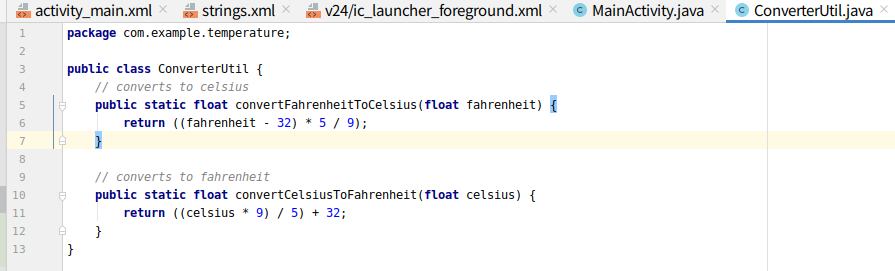 activity_main.xml × strings.xml × v24/ic_launcher_foreground.xml × C MainActivity.java × C ConverterUtil.java ×
1 package com.example.temperature;
2
3 public class ConverterUtil {
4 // converts to celsius
5 public static float convertFahrenheitToCelsius(float fahrenheit) {
6 return ((fahrenheit - 32) * 5 / 9);
7 }
8
9 // converts to fahrenheit
10 public static float convertCelsiusToFahrenheit(float celsius) {
11 return ((celsius * 9) / 5) + 32;
12 }
13 }